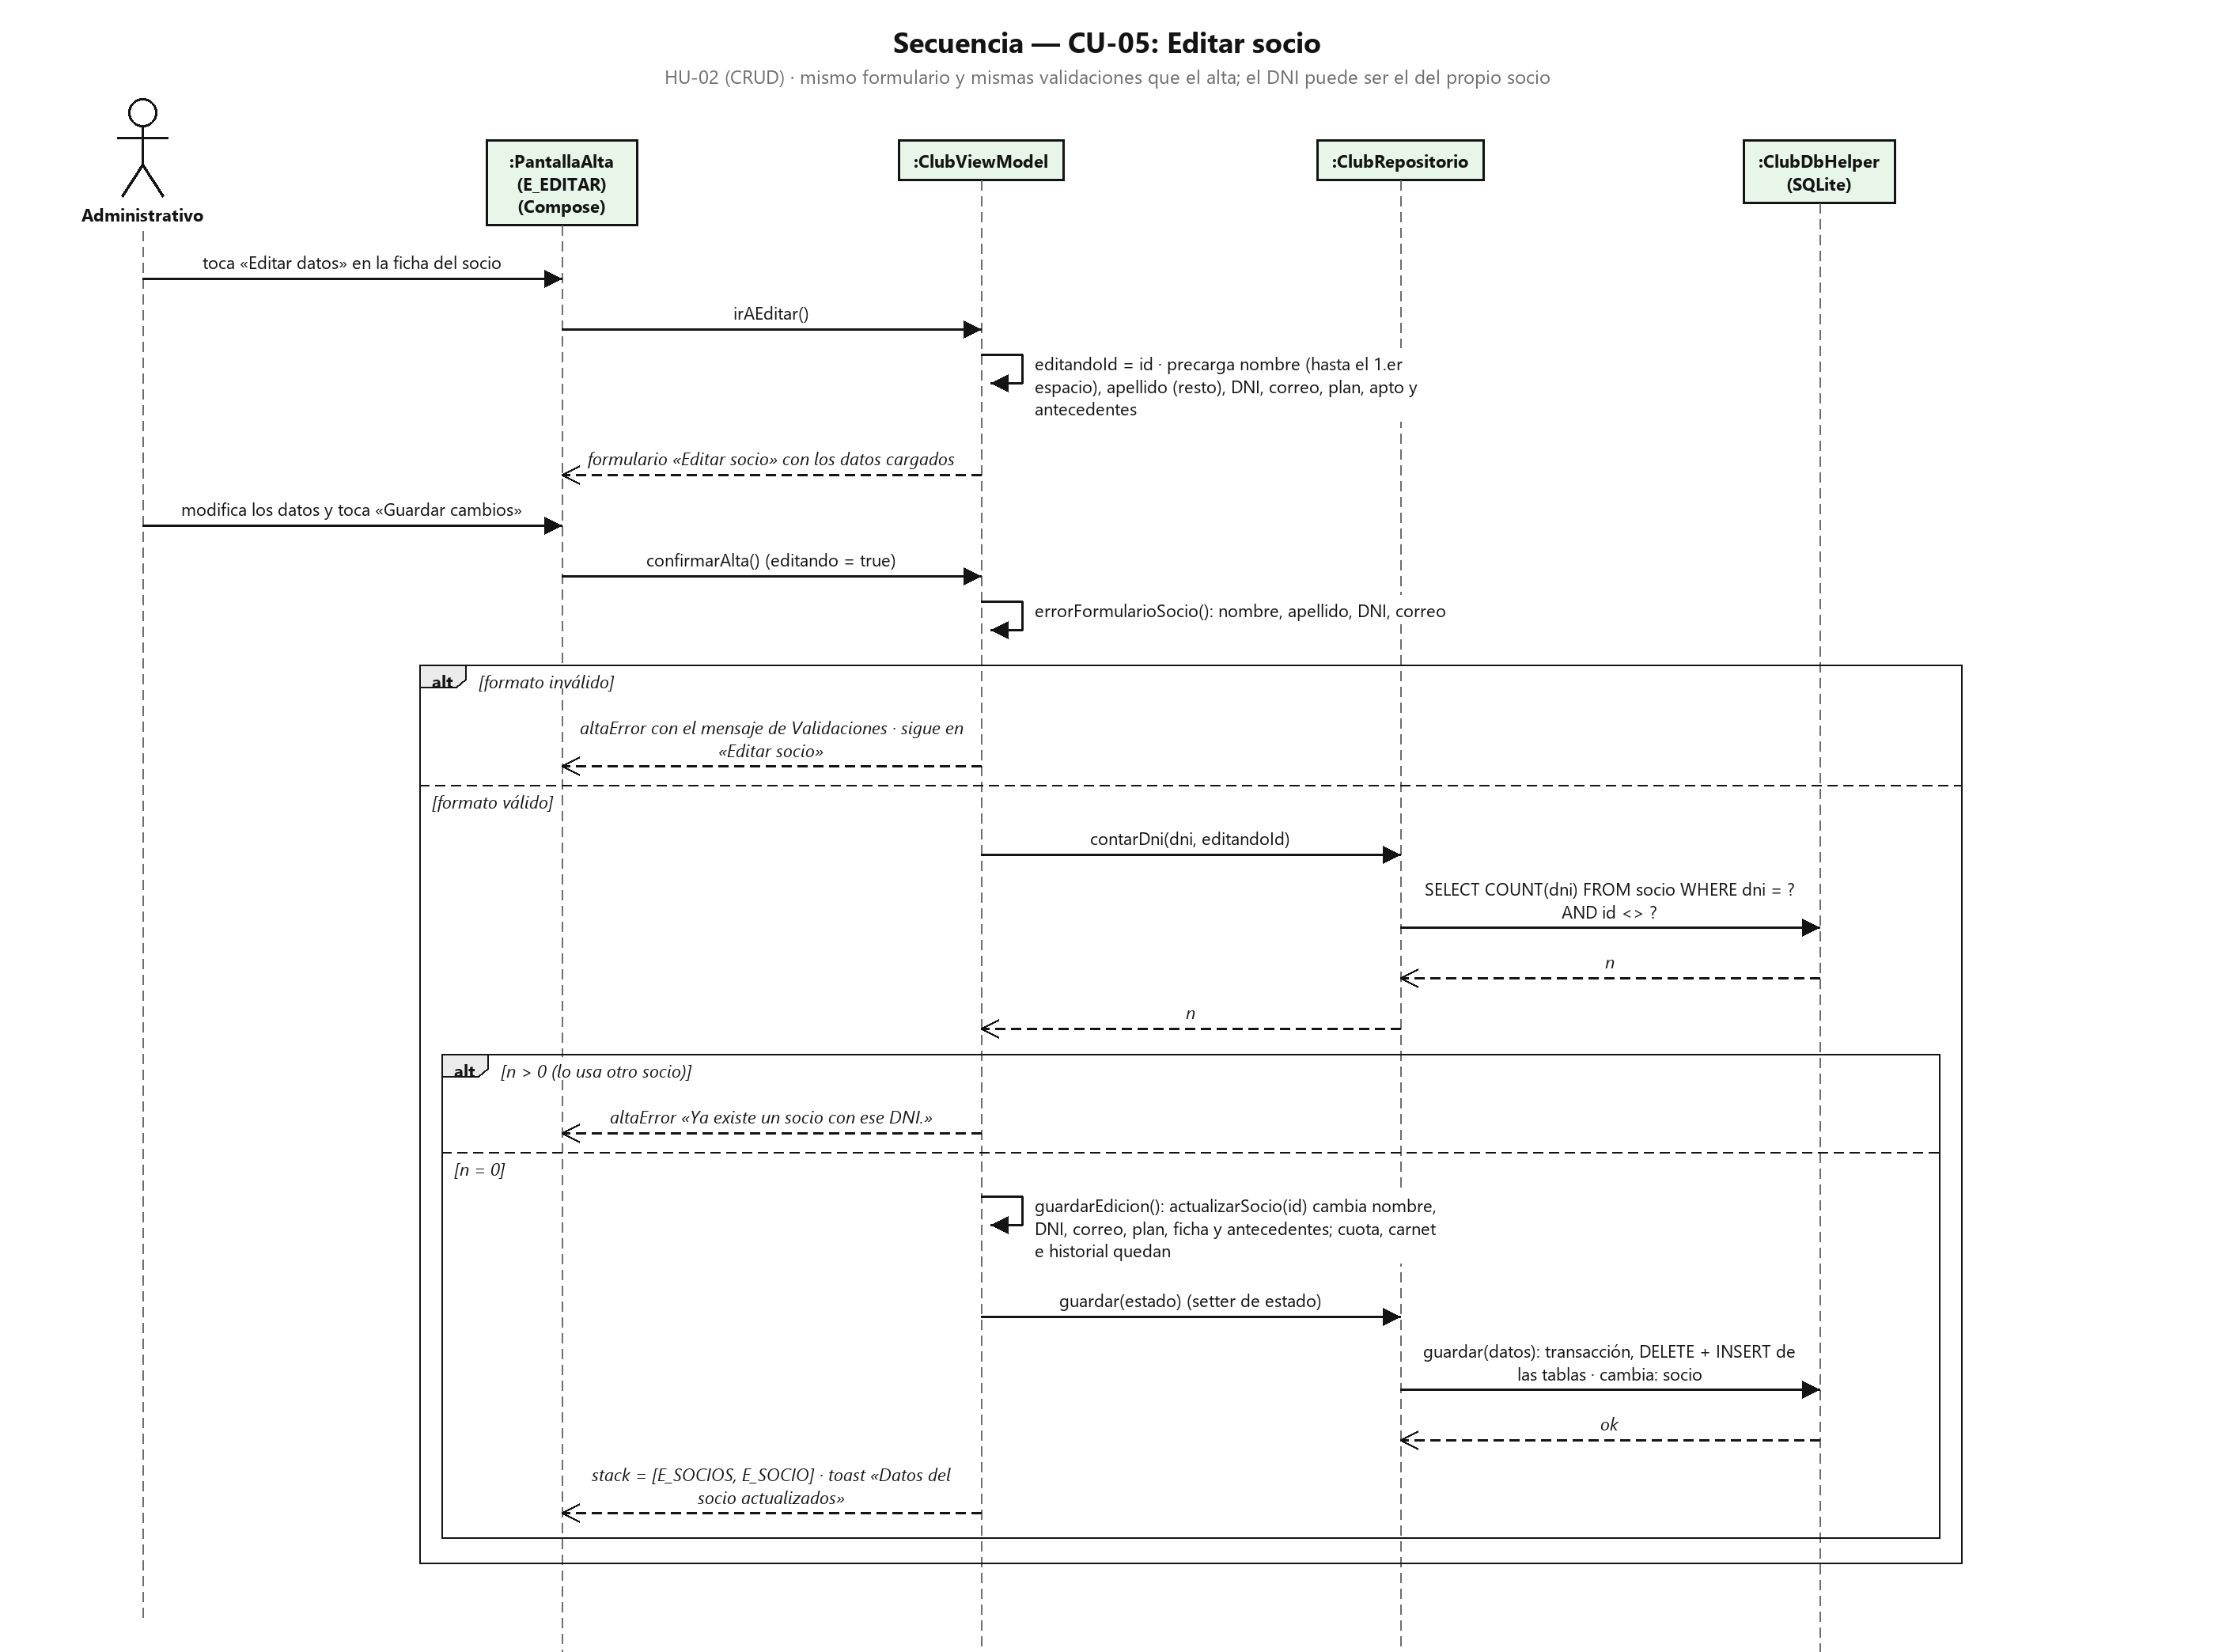 Secuencia — CU-05: Editar socio
HU-02 (CRUD) · mismo formulario y mismas validaciones que el alta; el DNI puede ser el del propio socio
Administrativo
:PantallaAlta
(E_EDITAR)
(Compose)
:ClubViewModel
:ClubRepositorio
:ClubDbHelper
(SQLite)
toca «Editar datos» en la ficha del socio
irAEditar()
editandoId = id · precarga nombre (hasta el 1.er
espacio), apellido (resto), DNI, correo, plan, apto y
antecedentes
formulario «Editar socio» con los datos cargados
modifica los datos y toca «Guardar cambios»
confirmarAlta() (editando = true)
errorFormularioSocio(): nombre, apellido, DNI, correo
alt [formato inválido]
altaError con el mensaje de Validaciones · sigue en
«Editar socio»
[formato válido]
contarDni(dni, editandoId)
SELECT COUNT(dni) FROM socio WHERE dni = ?
AND id <> ?
n
n
alt [n > 0 (lo usa otro socio)]
altaError «Ya existe un socio con ese DNI.»
[n = 0]
guardarEdicion(): actualizarSocio(id) cambia nombre,
DNI, correo, plan, ficha y antecedentes; cuota, carnet
e historial quedan
guardar(estado) (setter de estado)
guardar(datos): transacción, DELETE + INSERT de
las tablas · cambia: socio
ok
stack = [E_SOCIOS, E_SOCIO] · toast «Datos del
socio actualizados»